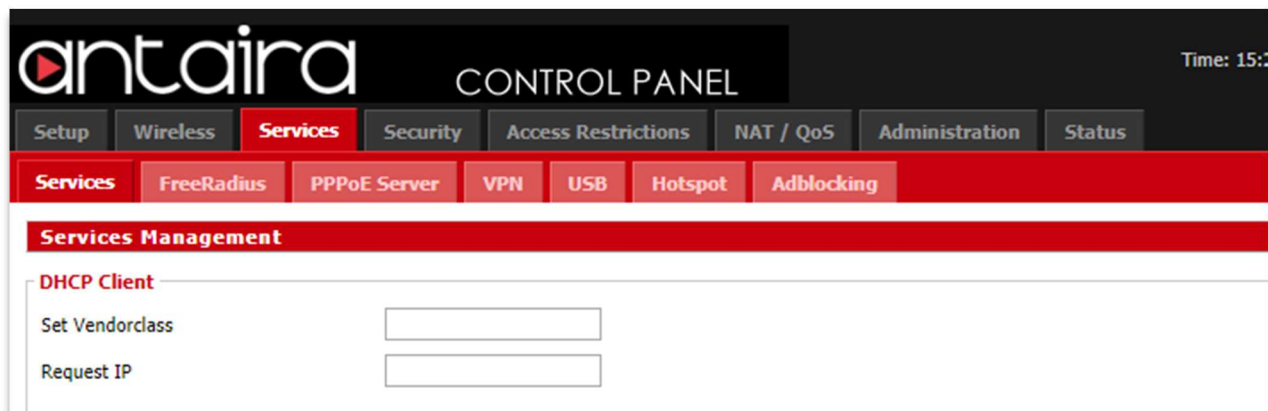 antaira CONTROL PANEL
Time: 15:2
Setup Wireless Services Security Access Restrictions NAT / QoS Administration Status
Services FreeRadius PPPoE Server VPN USB Hotspot Adblocking
Services Management
DHCP Client
Set Vendorclass
Request IP